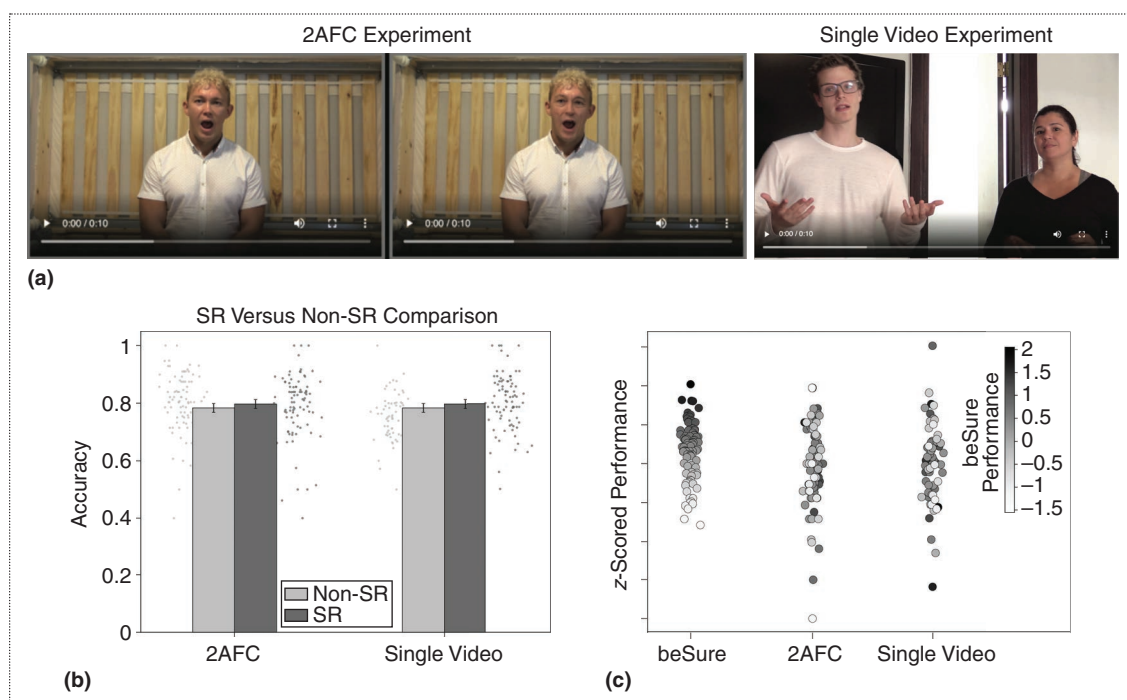 2AFC Experiment
Single Video Experiment
0:00 / 0:10
0:00 / 0:10
0:00 / 0:10
(a)
SR Versus Non-SR Comparison
Accuracy
1
0.8
0.6
0.4
0.2
0
Non-SR
SR
2AFC
Single Video
(b)
z-Scored Performance
2
1.5
1
0.5
0
−0.5
−1
−1.5
beSure
Performance
beSure
2AFC
Single Video
(c)